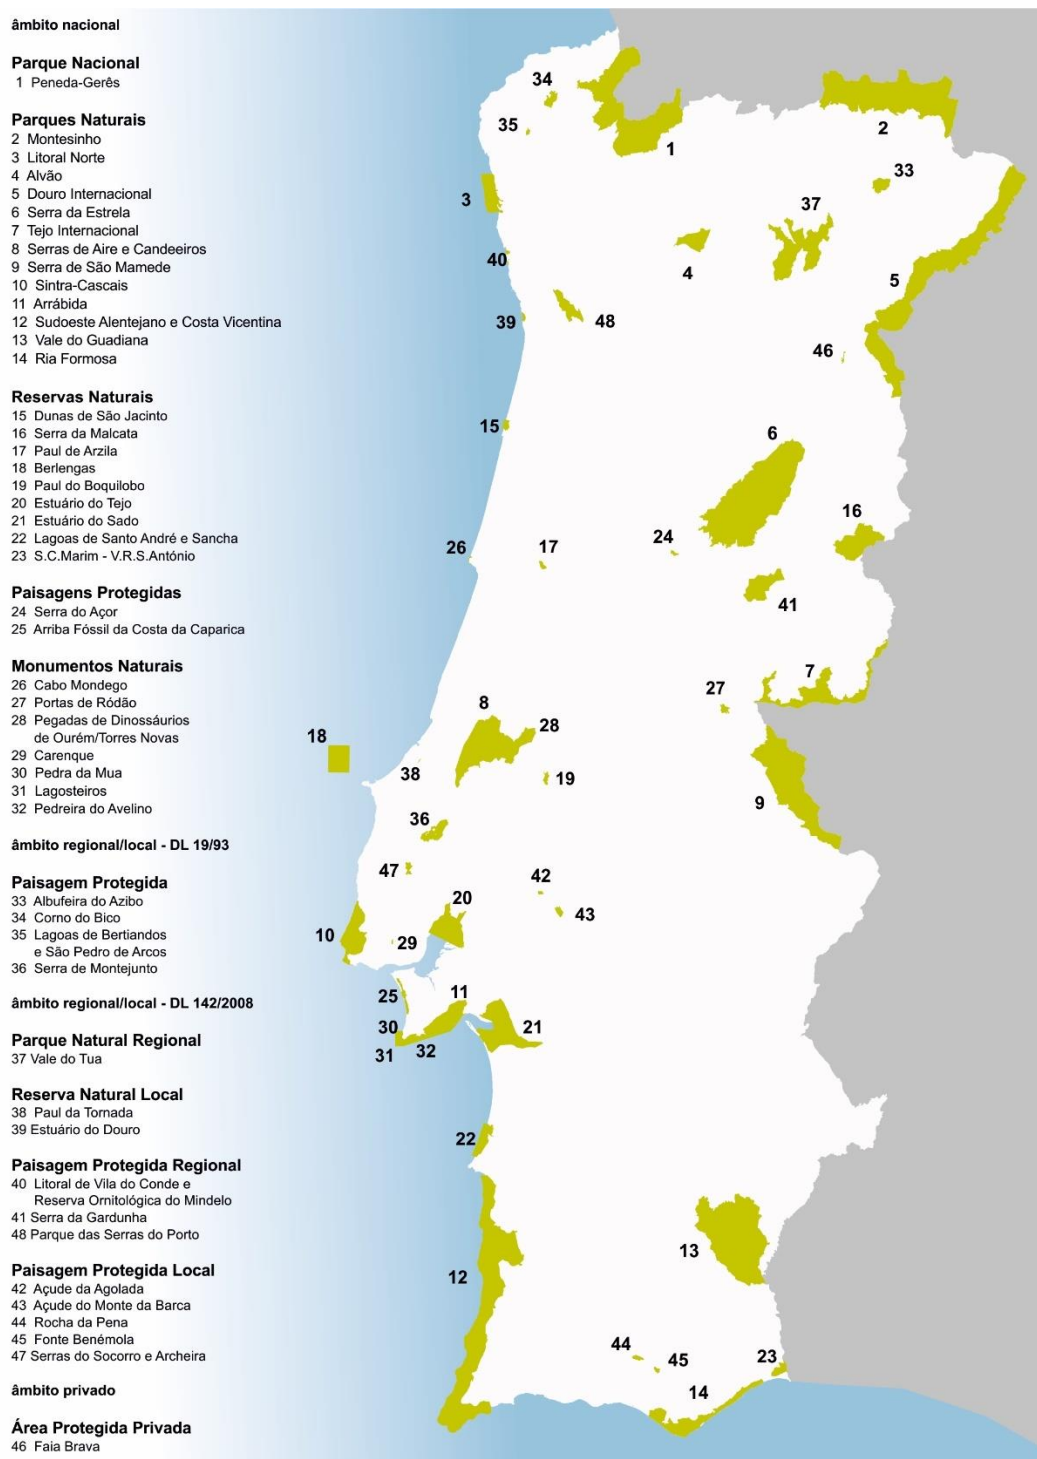 âmbito nacional
Parque Nacional
1 Peneda-Gerês
Parques Naturais
2 Montesinho
3 Litoral Norte
4 Alvão
5 Douro Internacional
6 Serra da Estrela
7 Tejo Internacional
8 Serras de Aire e Candeeiros
9 Serra de São Mamede
10 Sintra-Cascais
11 Arrábida
12 Sudoeste Alentejano e Costa Vicentina
13 Vale do Guadiana
14 Ria Formosa
Reservas Naturais
15 Dunas de São Jacinto
16 Serra da Malcata
17 Paul de Arzila
18 Berlengas
19 Paul do Boquilobo
20 Estuário do Tejo
21 Estuário do Sado
22 Lagoas de Santo André e Sancha
23 S.C.Marim - V.R.S.António
Paisagens Protegidas
24 Serra do Açor
25 Arriba Fóssil da Costa da Caparica
Monumentos Naturais
26 Cabo Mondego
27 Portas de Ródão
28 Pegadas de Dinossáurios
de Ourém/Torres Novas
29 Carenque
30 Pedra da Mua
31 Lagosteiros
32 Pedreira do Avelino
âmbito regional/local - DL 19/93
Paisagem Protegida
33 Albufeira do Azibo
34 Corno do Bico
35 Lagoas de Bertiandos
e São Pedro de Arcos
36 Serra de Montejunto
âmbito regional/local - DL 142/2008
Parque Natural Regional
37 Vale do Tua
Reserva Natural Local
38 Paul da Tornada
39 Estuário do Douro
Paisagem Protegida Regional
40 Litoral de Vila do Conde e
Reserva Ornitológica do Mindelo
41 Serra da Gardunha
48 Parque das Serras do Porto
Paisagem Protegida Local
42 Açude da Agolada
43 Açude do Monte da Barca
44 Rocha da Pena
45 Fonte Benémola
47 Serras do Socorro e Archeira
âmbito privado
Área Protegida Privada
46 Faia Brava
34
35
1
2
33
3
37
40
4
5
39
48
46
15
6
16
26
17
24
41
7
27
8
28
18
38
19
9
36
47
42
20
43
10
29
25
11
30
21
31
32
22
13
12
44
45
23
14